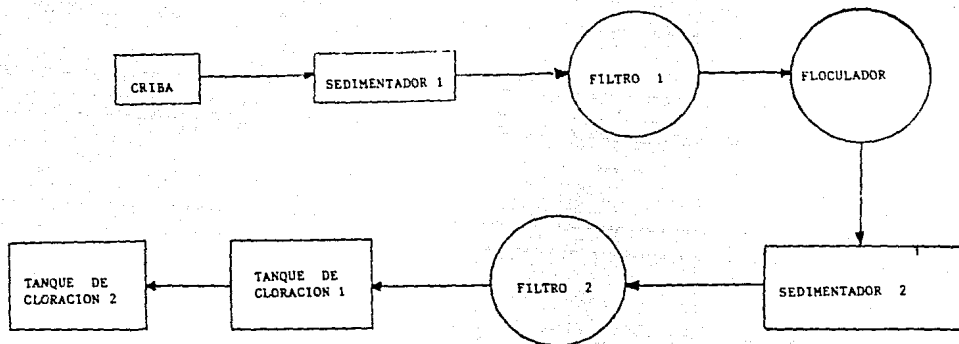 CRIBA
SEDIMENTADOR 1
FILTRO 1
FLOCULADOR
SEDIMENTADOR 2
FILTRO 2
TANQUE DE
CLORACION 1
TANQUE DE
CLORACION 2